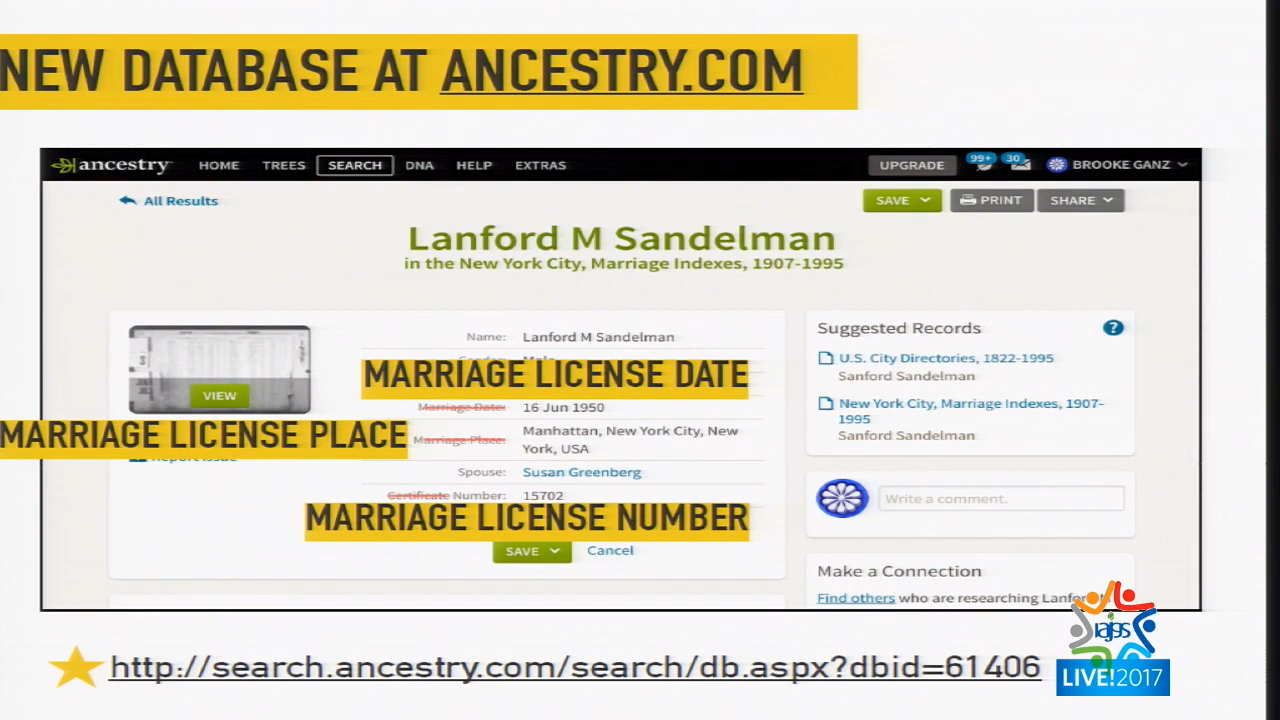 NEW DATABASE AT ANCESTRY.COM
ancestry HOME TREES SEARCH DNA HELP EXTRAS UPGRADE 99+ 30 BROOKE GANZ
All Results SAVE PRINT SHARE
Lanford M Sandelman
in the New York City, Marriage Indexes, 1907-1995
VIEW
Name: Lanford M Sandelman
MARRIAGE LICENSE DATE
Marriage Date: 16 Jun 1950
MARRIAGE LICENSE PLACE
Marriage Place: Manhattan, New York City, New
York, USA
Report issue
Spouse: Susan Greenberg
Certificate Number: 15702
MARRIAGE LICENSE NUMBER
SAVE Cancel
Suggested Records ?
U.S. City Directories, 1822-1995
Sanford Sandelman
New York City, Marriage Indexes, 1907-
1995
Sanford Sandelman
Write a comment.
Make a Connection
Find others who are researching Lanford
http://search.ancestry.com/search/db.aspx?dbid=61406
iajgs
LIVE!2017